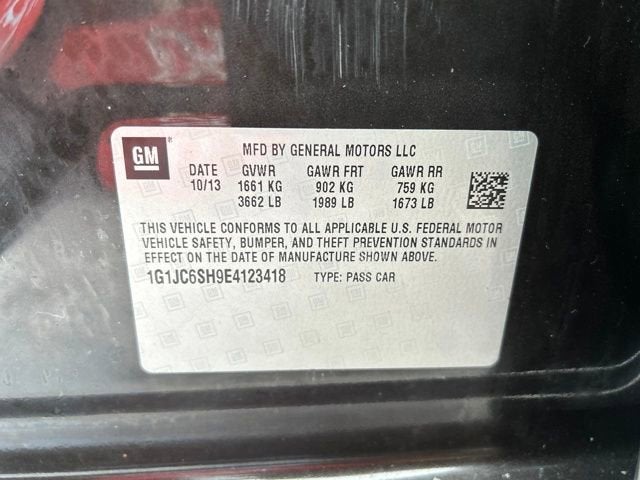 GM ® MFD BY GENERAL MOTORS LLC
DATE GVWR GAWR FRT GAWR RR
10/13 1661 KG 902 KG 759 KG
3662 LB 1989 LB 1673 LB
THIS VEHICLE CONFORMS TO ALL APPLICABLE U.S. FEDERAL MOTOR
VEHICLE SAFETY, BUMPER, AND THEFT PREVENTION STANDARDS IN
EFFECT ON THE DATE OF MANUFACTURE SHOWN ABOVE.
1G1JC6SH9E4123418 TYPE: PASS CAR